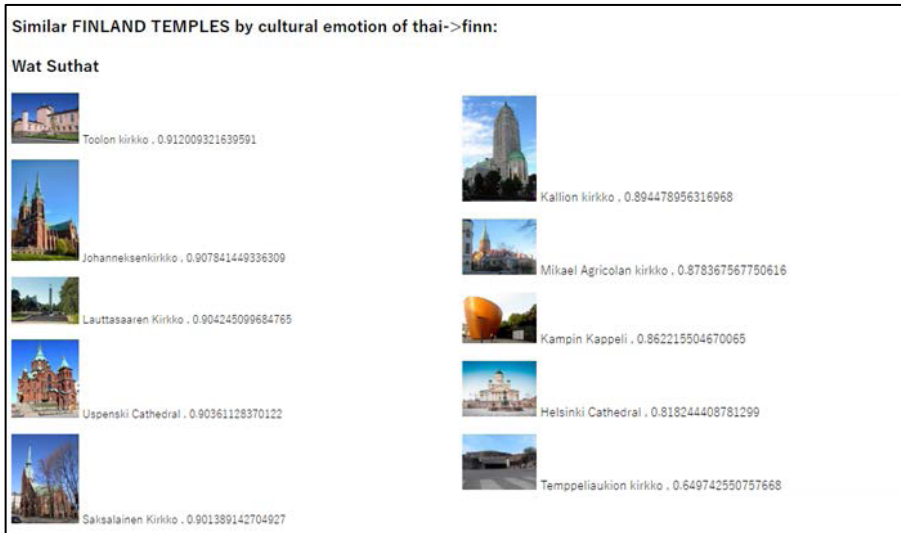 Similar FINLAND TEMPLES by cultural emotion of thai->finn:
Wat Suthat
Toolon kirkko , 0.912009321639591
Johanneksenkirkko , 0.907841449336309
Lauttasaaren Kirkko , 0.904245099684765
Uspenski Cathedral , 0.90361128370122
Saksalainen Kirkko , 0.901389142704927
Kallion kirkko , 0.894478956316968
Mikael Agricolan kirkko , 0.878367567750616
Kampin Kappeli , 0.862215504670065
Helsinki Cathedral , 0.818244408781299
Temppeliaukion kirkko , 0.649742550757668